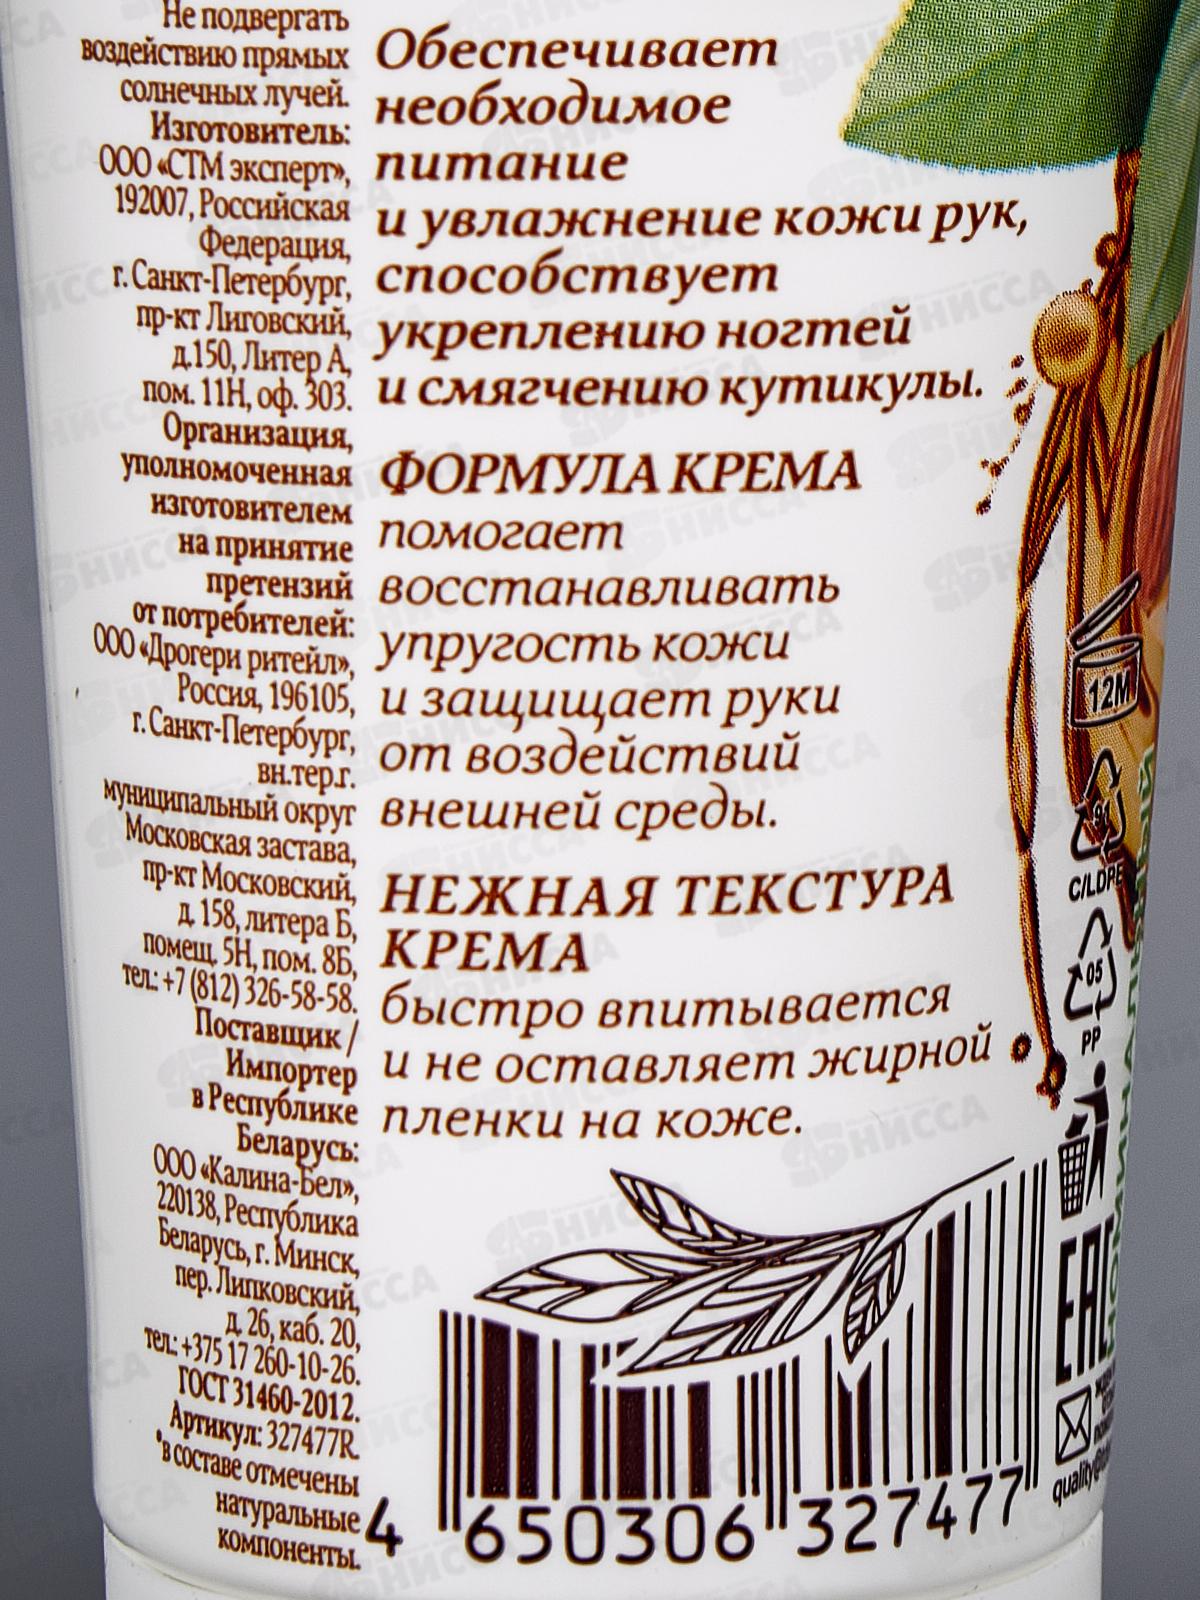 Не подвергать
воздействию прямых
солнечных лучей.
Изготовитель:
ООО «СТМ эксперт»,
192007, Российская
Федерация,
г. Санкт-Петербург,
пр-кт Лиговский,
д.150, Литер А,
пом. 11Н, оф. 303.
Организация,
уполномоченная
изготовителем
на принятие
претензий
от потребителей:
ООО «Дрогери ритейл»,
Россия, 196105,
г. Санкт-Петербург,
вн.тер.г.
муниципальный округ
Московская застава,
пр-кт Московский,
д. 158, литера Б,
помещ. 5Н, пом. 8Б,
тел.: +7 (812) 326-58-58.
Поставщик /
Импортер
в Республике
Беларусь:
ООО «Калина-Бел»,
220138, Республика
Беларусь, г. Минск,
пер. Липковский,
д. 26, каб. 20,
тел.: +375 17 260-10-26.
ГОСТ 31460-2012.
Артикул: 327477R.
*в составе отмечены
натуральные
компоненты.
Обеспечивает
необходимое
питание
и увлажнение кожи рук,
способствует
укреплению ногтей
и смягчению кутикулы.
ФОРМУЛА КРЕМА
помогает
восстанавливать
упругость кожи
и защищает руки
от воздействий
внешней среды.
НЕЖНАЯ ТЕКСТУРА
КРЕМА
быстро впитывается
и не оставляет жирной
пленки на коже.
4 650306 327477
12M
C/LDPE
05
PP
EAC
quality@
НИССА